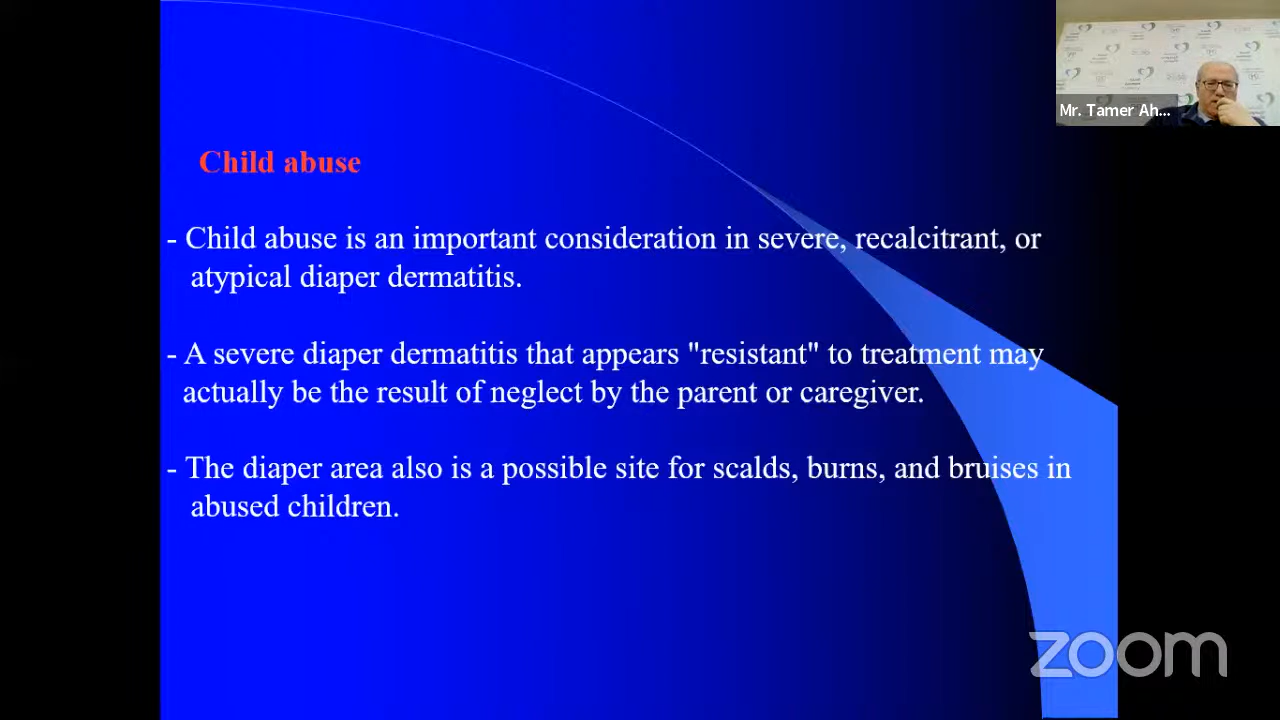 Mr. Tamer Ah...
Child abuse
- Child abuse is an important consideration in severe, recalcitrant, or
atypical diaper dermatitis.
- A severe diaper dermatitis that appears "resistant" to treatment may
actually be the result of neglect by the parent or caregiver.
- The diaper area also is a possible site for scalds, burns, and bruises in
abused children.
zoom